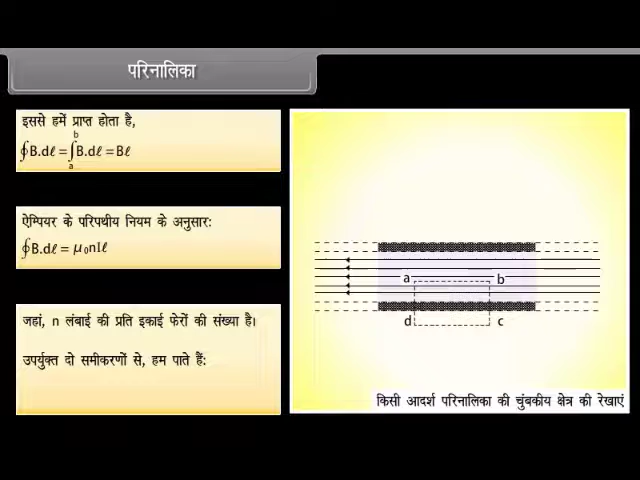 परिनालिका
इससे हमें प्राप्त होता है,
∮B.dℓ = ∫ₐᵇB.dℓ = Bℓ
ऐम्पियर के परिपथीय नियम के अनुसार:
∮B.dℓ = μ₀nIℓ
जहां, n लंबाई की प्रति इकाई फेरों की संख्या है।
उपर्युक्त दो समीकरणों से, हम पाते हैं:
a b
d c
किसी आदर्श परिनालिका की चुंबकीय क्षेत्र की रेखाएं